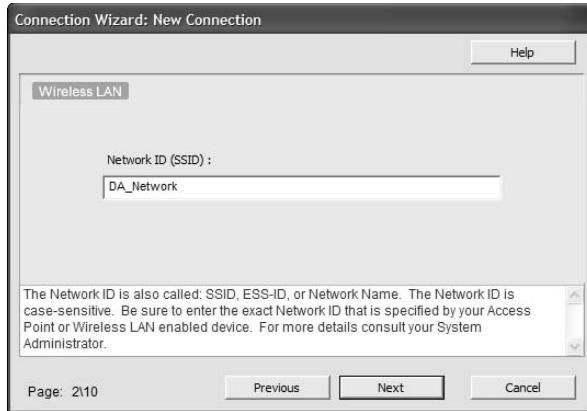 Connection Wizard: New Connection
Help
Wireless LAN
Network ID (SSID) :
DA_Network
The Network ID is also called: SSID, ESS-ID, or Network Name.  The Network ID is
case-sensitive.  Be sure to enter the exact Network ID that is specified by your Access
Point or Wireless LAN enabled device.  For more details consult your System
Administrator.
Page:  2\10
Previous
Next
Cancel